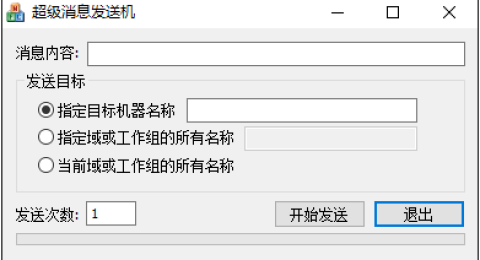 超级消息发送机
消息内容:
发送目标
指定目标机器名称
指定域或工作组的所有名称
当前域或工作组的所有名称
发送次数: 1 开始发送 退出